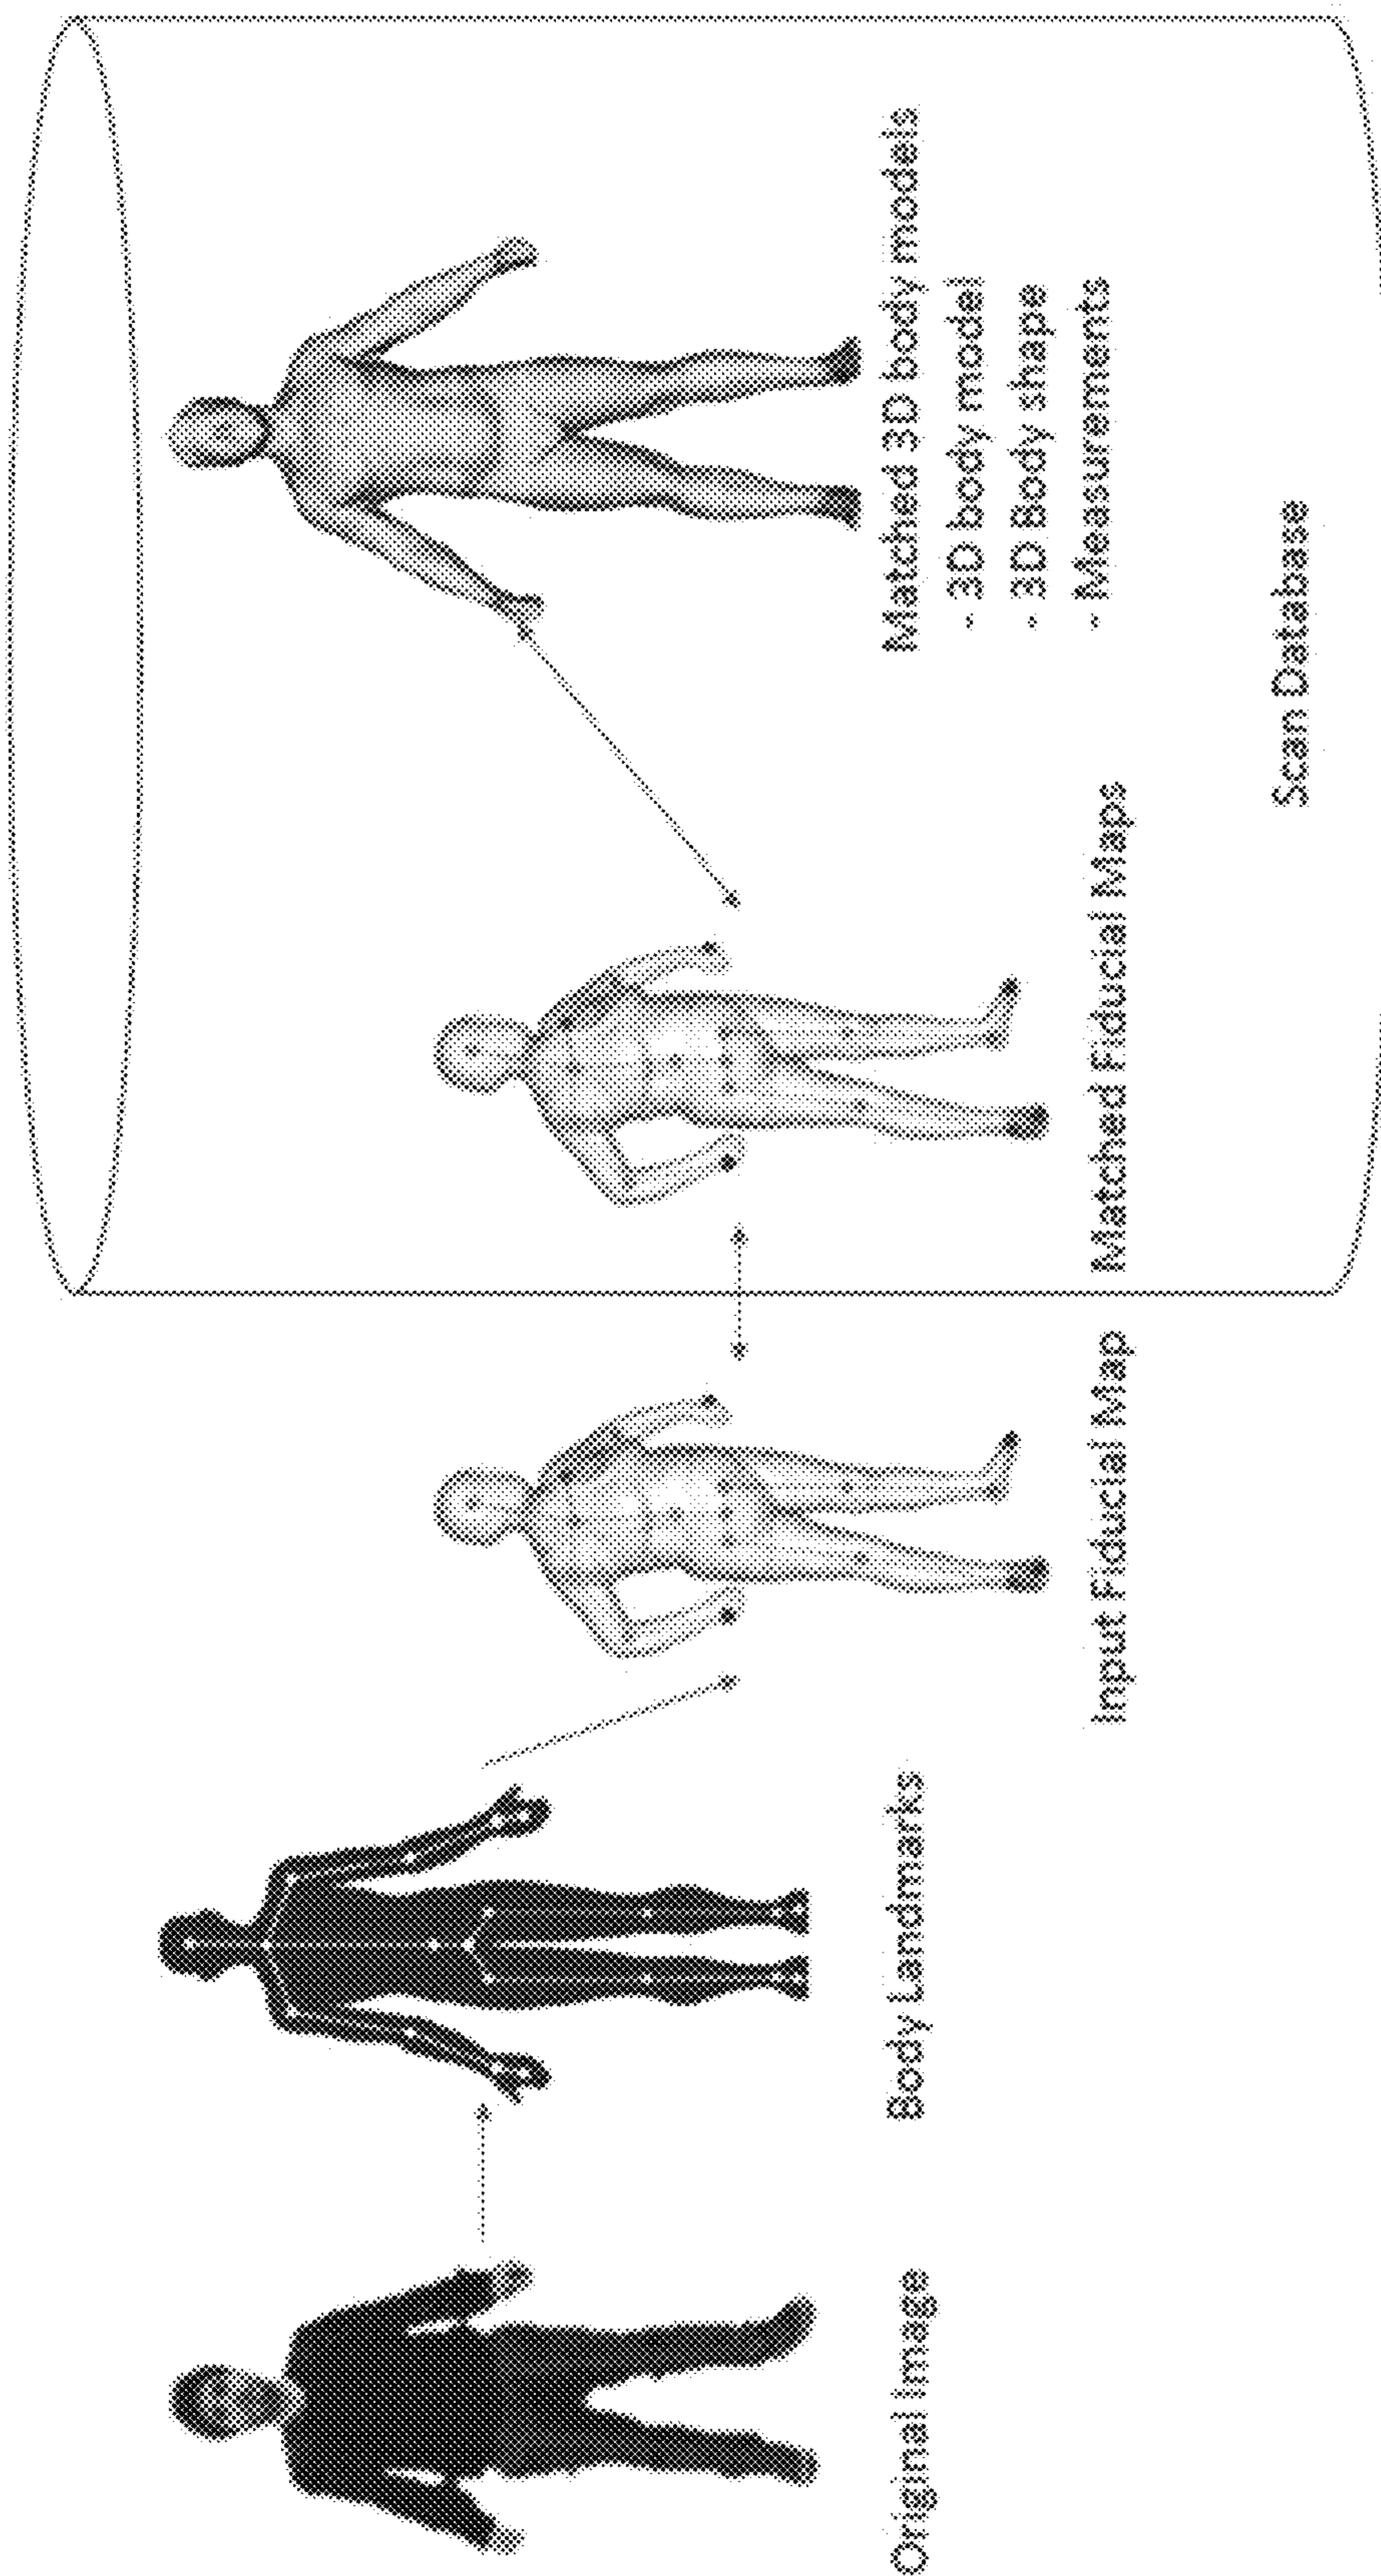 Original Image
Body Landmarks
Input Fiducial Map
Matched Fiducial Maps
Matched 3D body models
- 3D body model
- 3D Body shape
- Measurements
Scan Database